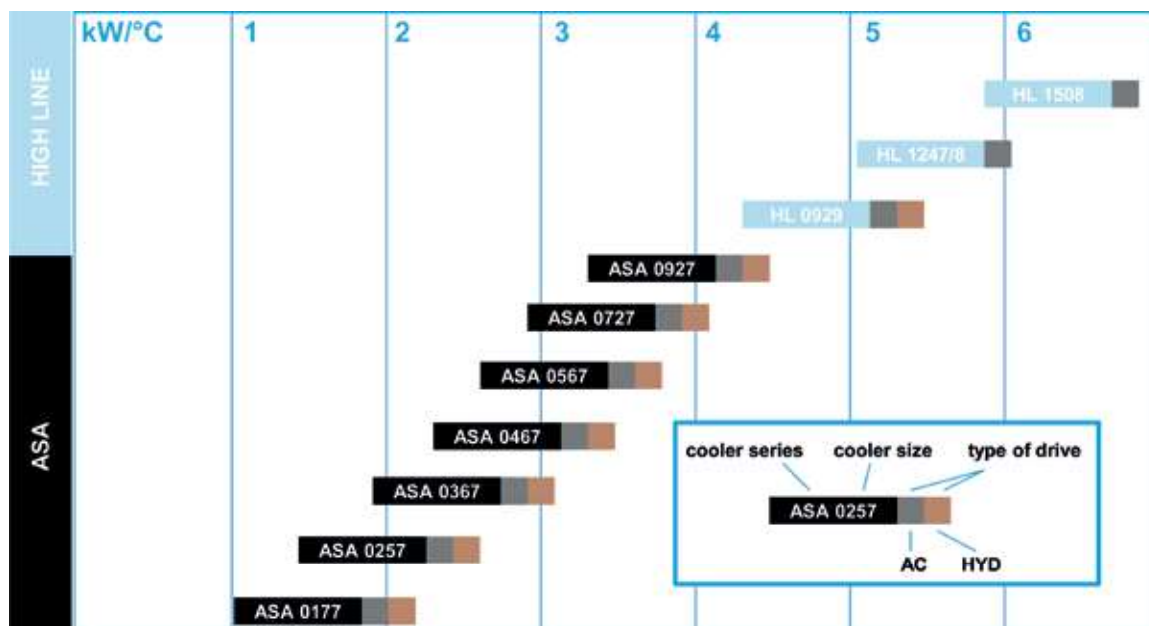 kW/°C 1 2 3 4 5 6
HIGH LINE
HL 1508
HL 1247/8
HL 0929
ASA
ASA 0927
ASA 0727
ASA 0567
ASA 0467
ASA 0367
ASA 0257
ASA 0177
cooler series cooler size type of drive
ASA 0257
AC HYD